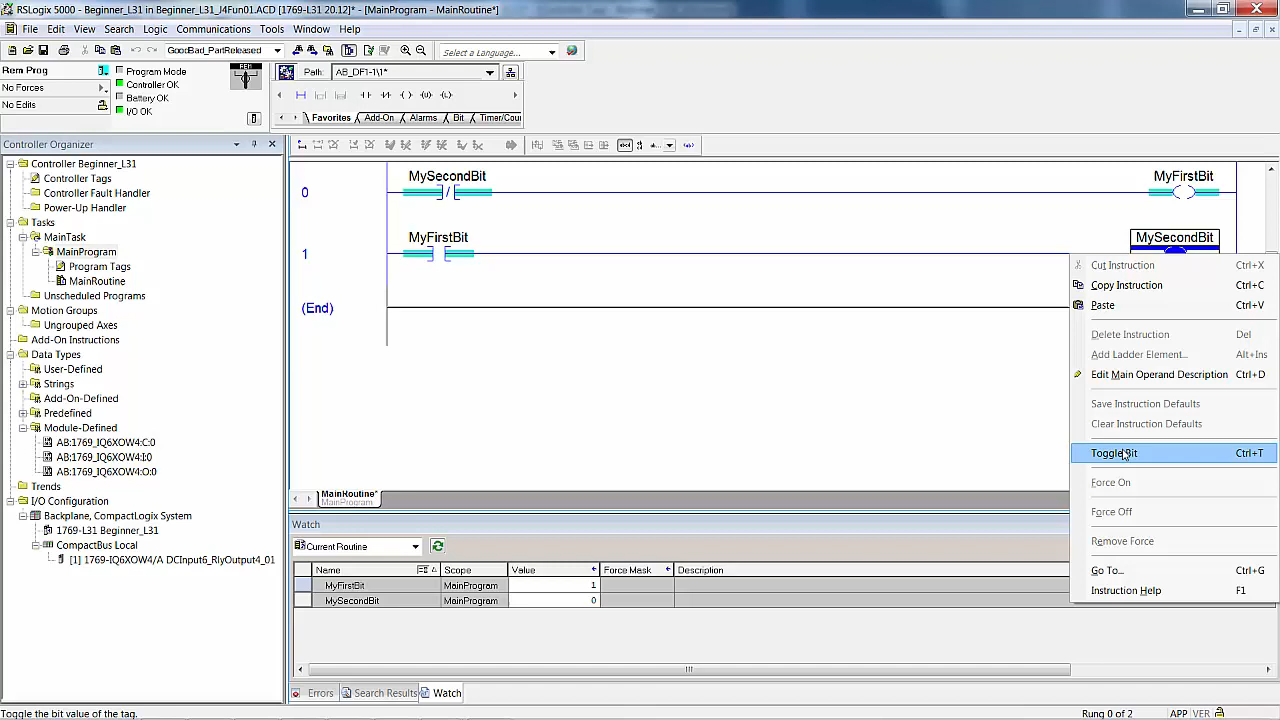 RSLogix 5000 - Beginner_L31 in Beginner_L31_J4Fun01.ACD [1769-L31 20.12]* - [MainProgram - MainRoutine*]
File Edit View Search Logic Communications Tools Window Help
GoodBad_PartReleased
Select a Language...
Rem Prog
No Forces
No Edits
Program Mode
Controller OK
Battery OK
I/O OK
REM
Path: AB_DF1-1\1*
Favorites Add-On Alarms Bit Timer/Cou
Controller Organizer
Controller Beginner_L31
Controller Tags
Controller Fault Handler
Power-Up Handler
Tasks
MainTask
MainProgram
Program Tags
MainRoutine
Unscheduled Programs
Motion Groups
Ungrouped Axes
Add-On Instructions
Data Types
User-Defined
Strings
Add-On-Defined
Predefined
Module-Defined
AB:1769_IQ6XOW4:C:0
AB:1769_IQ6XOW4:I:0
AB:1769_IQ6XOW4:O:0
Trends
I/O Configuration
Backplane, CompactLogix System
1769-L31 Beginner_L31
CompactBus Local
[1] 1769-IQ6XOW4/A DCInput6_RlyOutput4_01
MySecondBit
MyFirstBit
0
MyFirstBit
MySecondBit
1
(End)
Cut Instruction Ctrl+X
Copy Instruction Ctrl+C
Paste Ctrl+V
Delete Instruction Del
Add Ladder Element... Alt+Ins
Edit Main Operand Description Ctrl+D
Save Instruction Defaults
Clear Instruction Defaults
Toggle Bit Ctrl+T
Force On
Force Off
Remove Force
Go To... Ctrl+G
Instruction Help F1
MainRoutine*
MainProgram
Watch
Current Routine
Name Scope Value Force Mask Description
MyFirstBit MainProgram 1
MySecondBit MainProgram 0
Errors Search Results Watch
Toggle the bit value of the tag.
Rung 0 of 2 APP VER